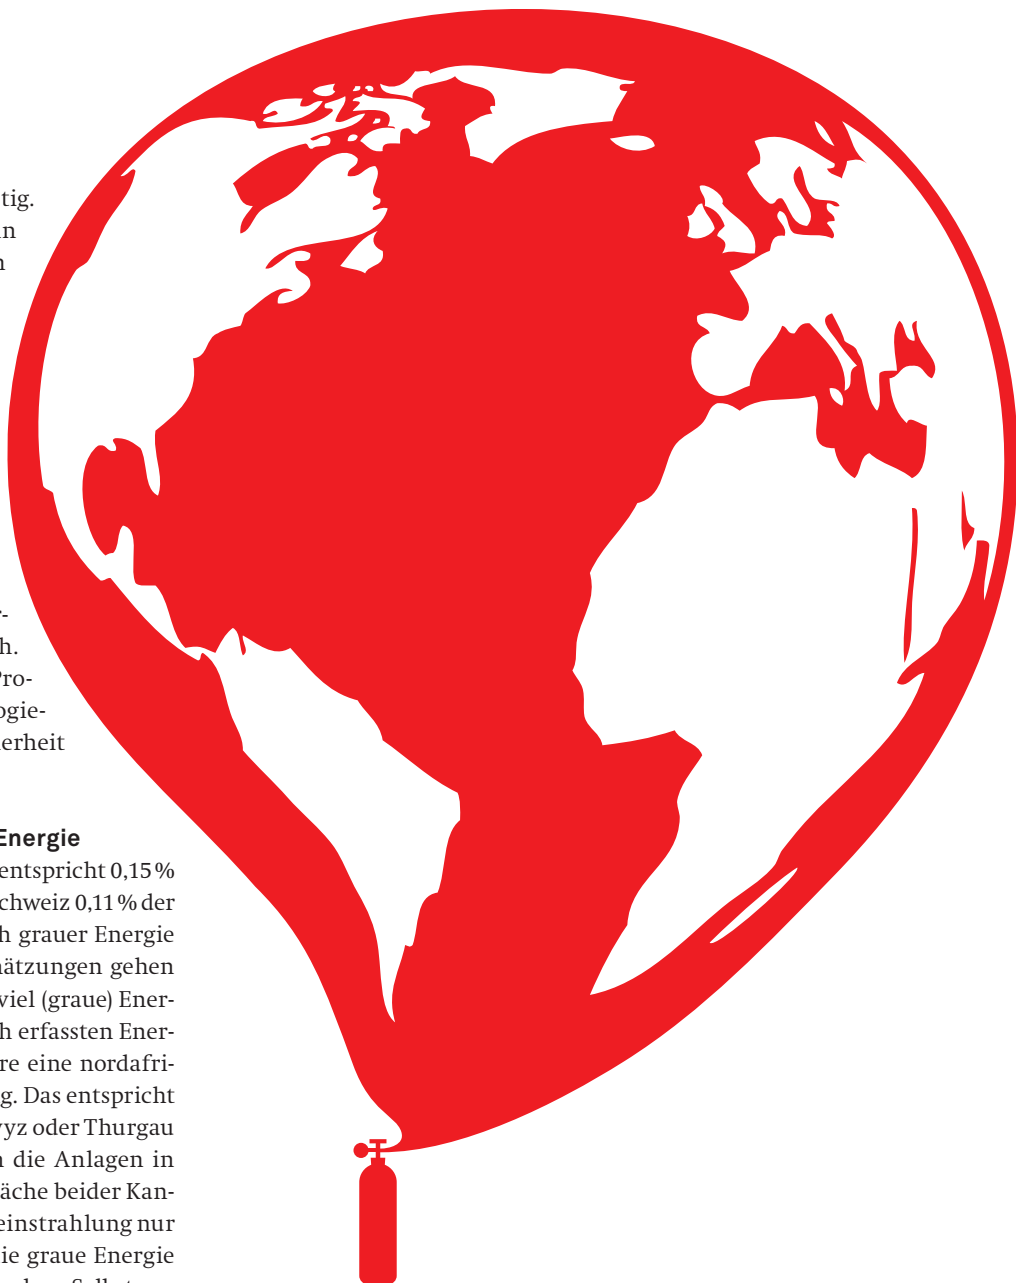 tig.
n
h.
Pro-
ogie-
erheit
Energie
entspricht 0,15 %
chweiz 0,11 % der
h grauer Energie
hätzungen gehen
viel (graue) Ener-
h erfassten Ener-
re eine nordafri-
g. Das entspricht
yz oder Thurgau
n die Anlagen in
äche beider Kan-
einstrahlung nur
ie graue Energie